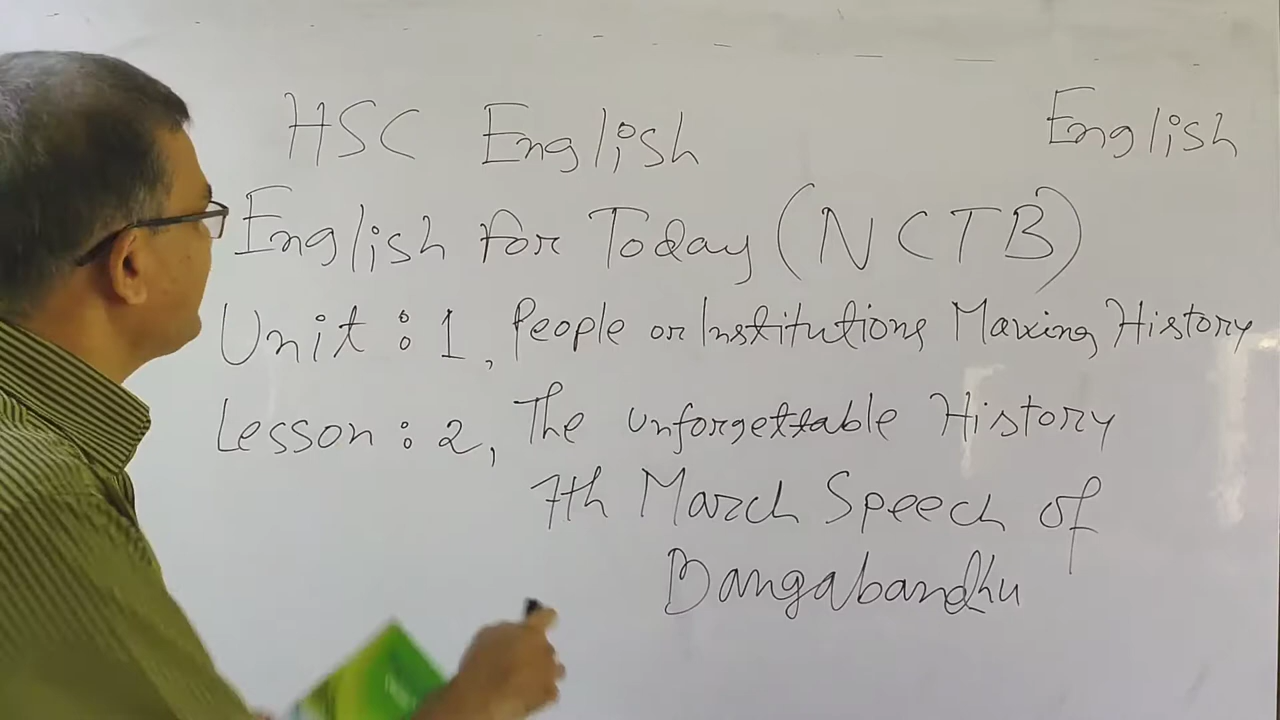 HSC English English
English for Today (NCTB)
Unit : 1, People or Institutions Making History
Lesson : 2, The Unforgettable History
7th March Speech of
Bangabandhu